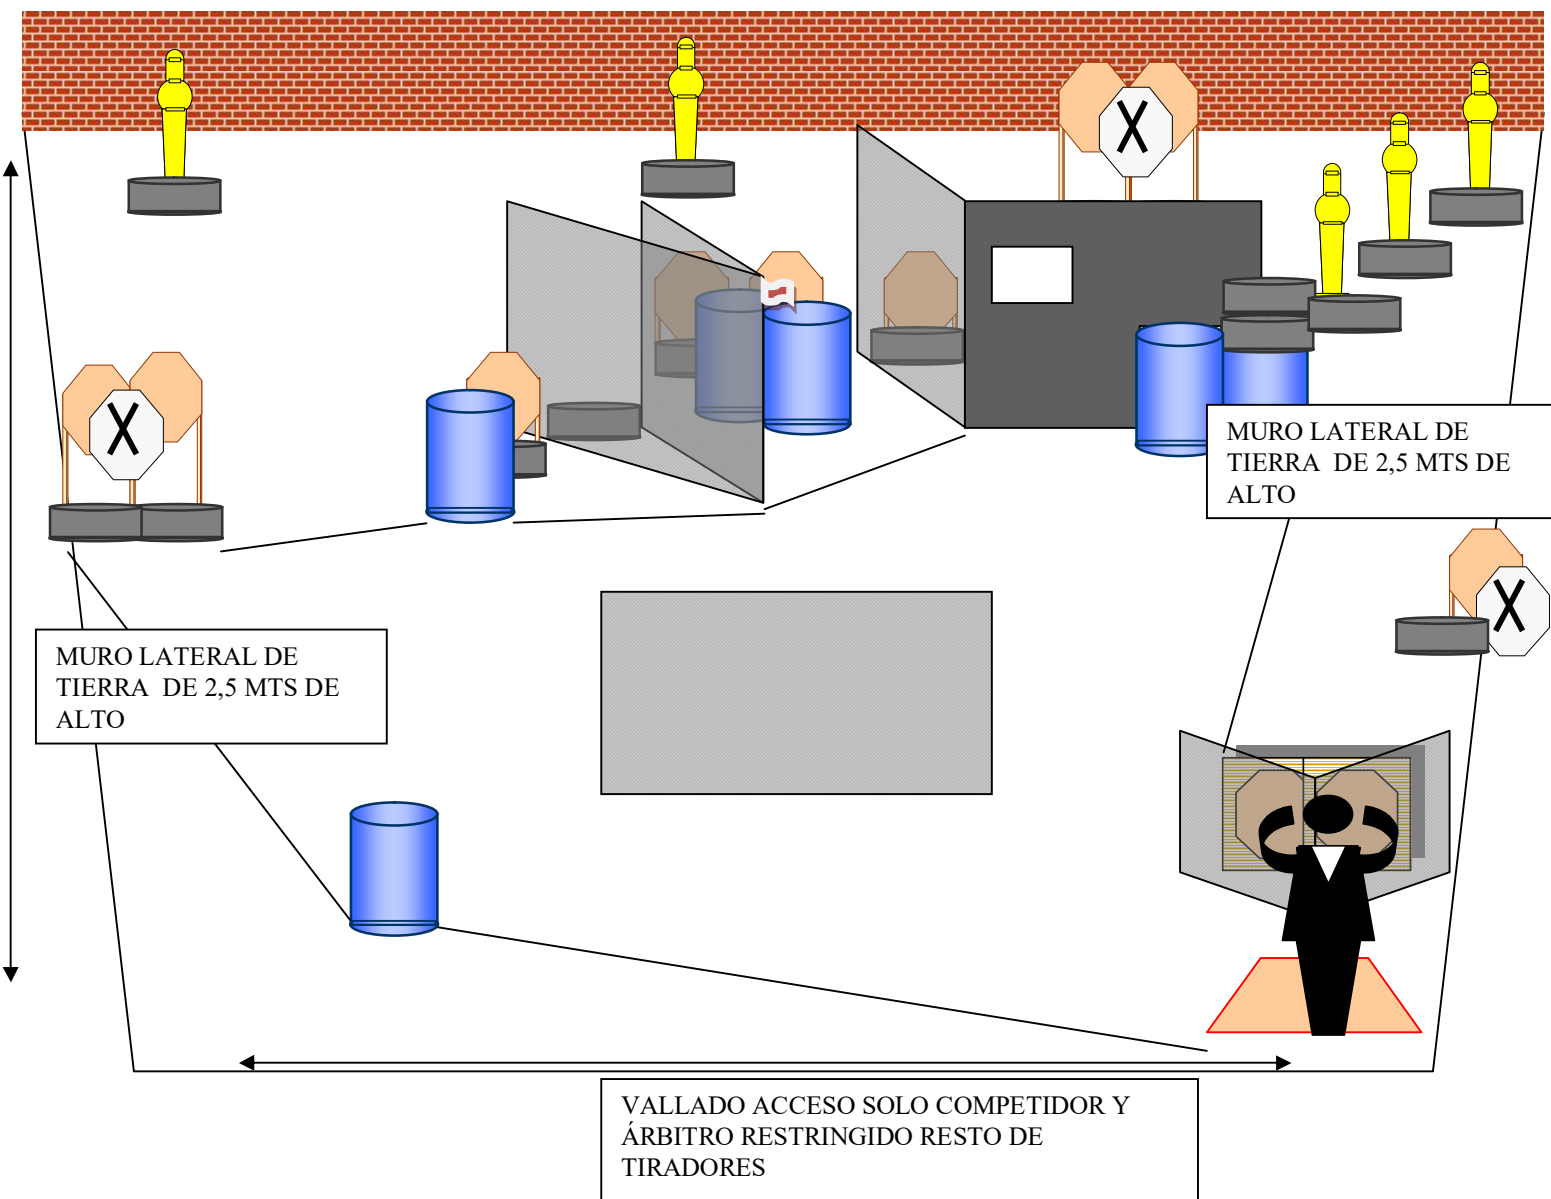 MURO LATERAL DE
TIERRA DE 2,5 MTS DE
ALTO
MURO LATERAL DE
TIERRA DE 2,5 MTS DE
ALTO
VALLADO ACCESO SOLO COMPETIDOR Y
ÁRBITRO RESTRINGIDO RESTO DE
TIRADORES